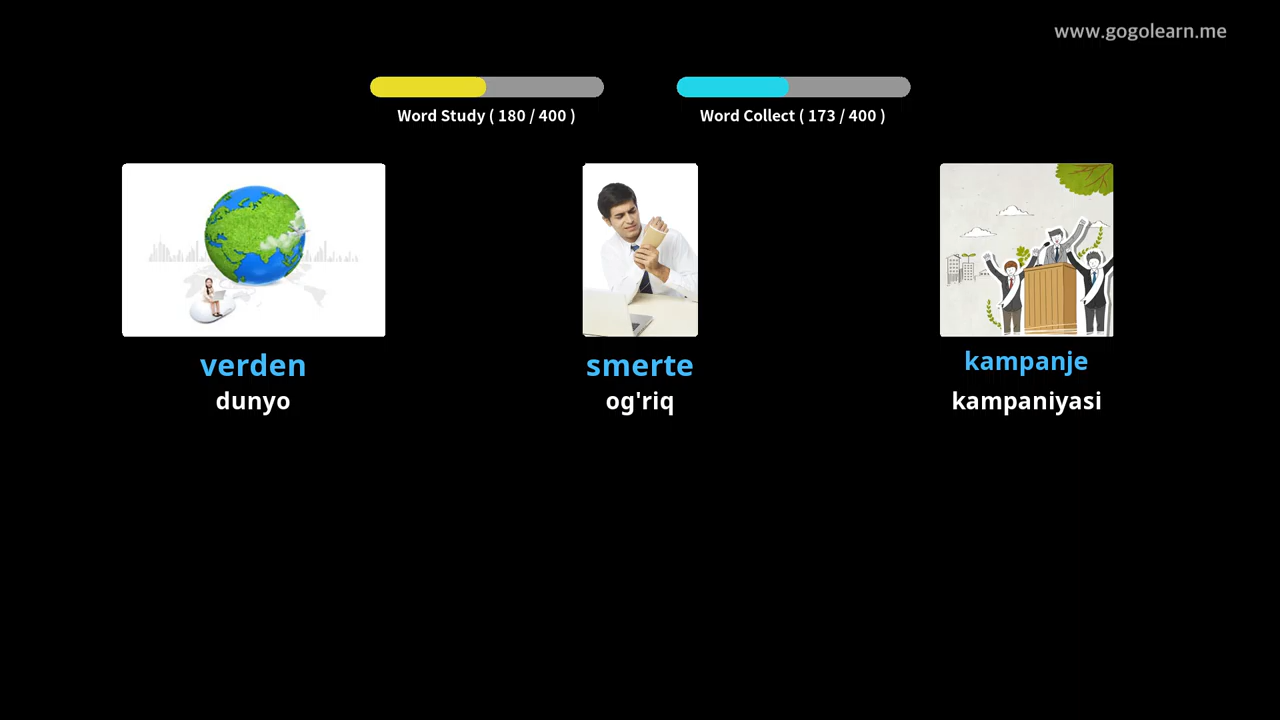 www.gogolearn.me
Word Study ( 180 / 400 )
Word Collect ( 173 / 400 )
verden
smerte
kampanje
dunyo
og'riq
kampaniyasi